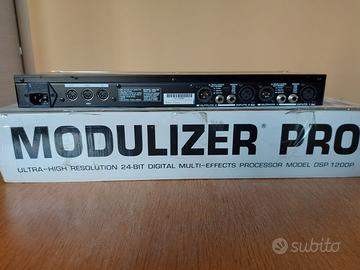 MODULIZER PRO
ULTRA-HIGH RESOLUTION 24-BIT DIGITAL MULTI-EFFECTS PROCESSOR MODEL DSP 1200P
subito